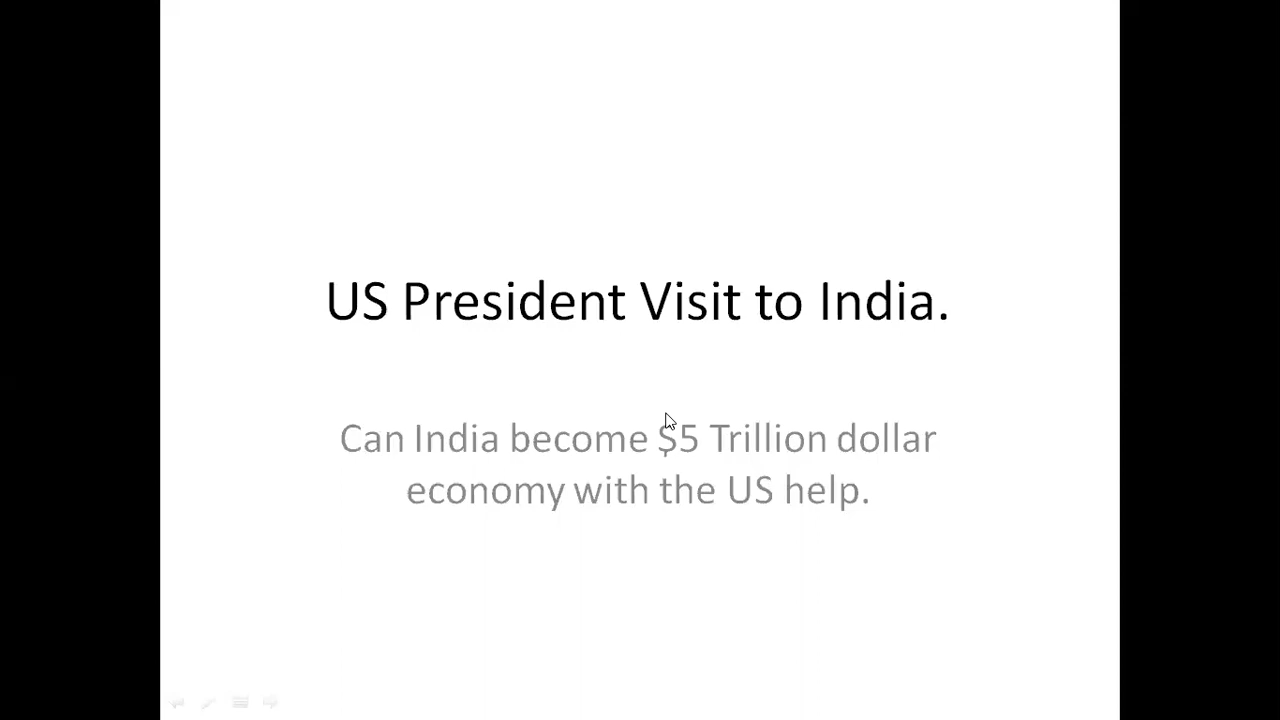 US President Visit to India.
Can India become $5 Trillion dollar
economy with the US help.